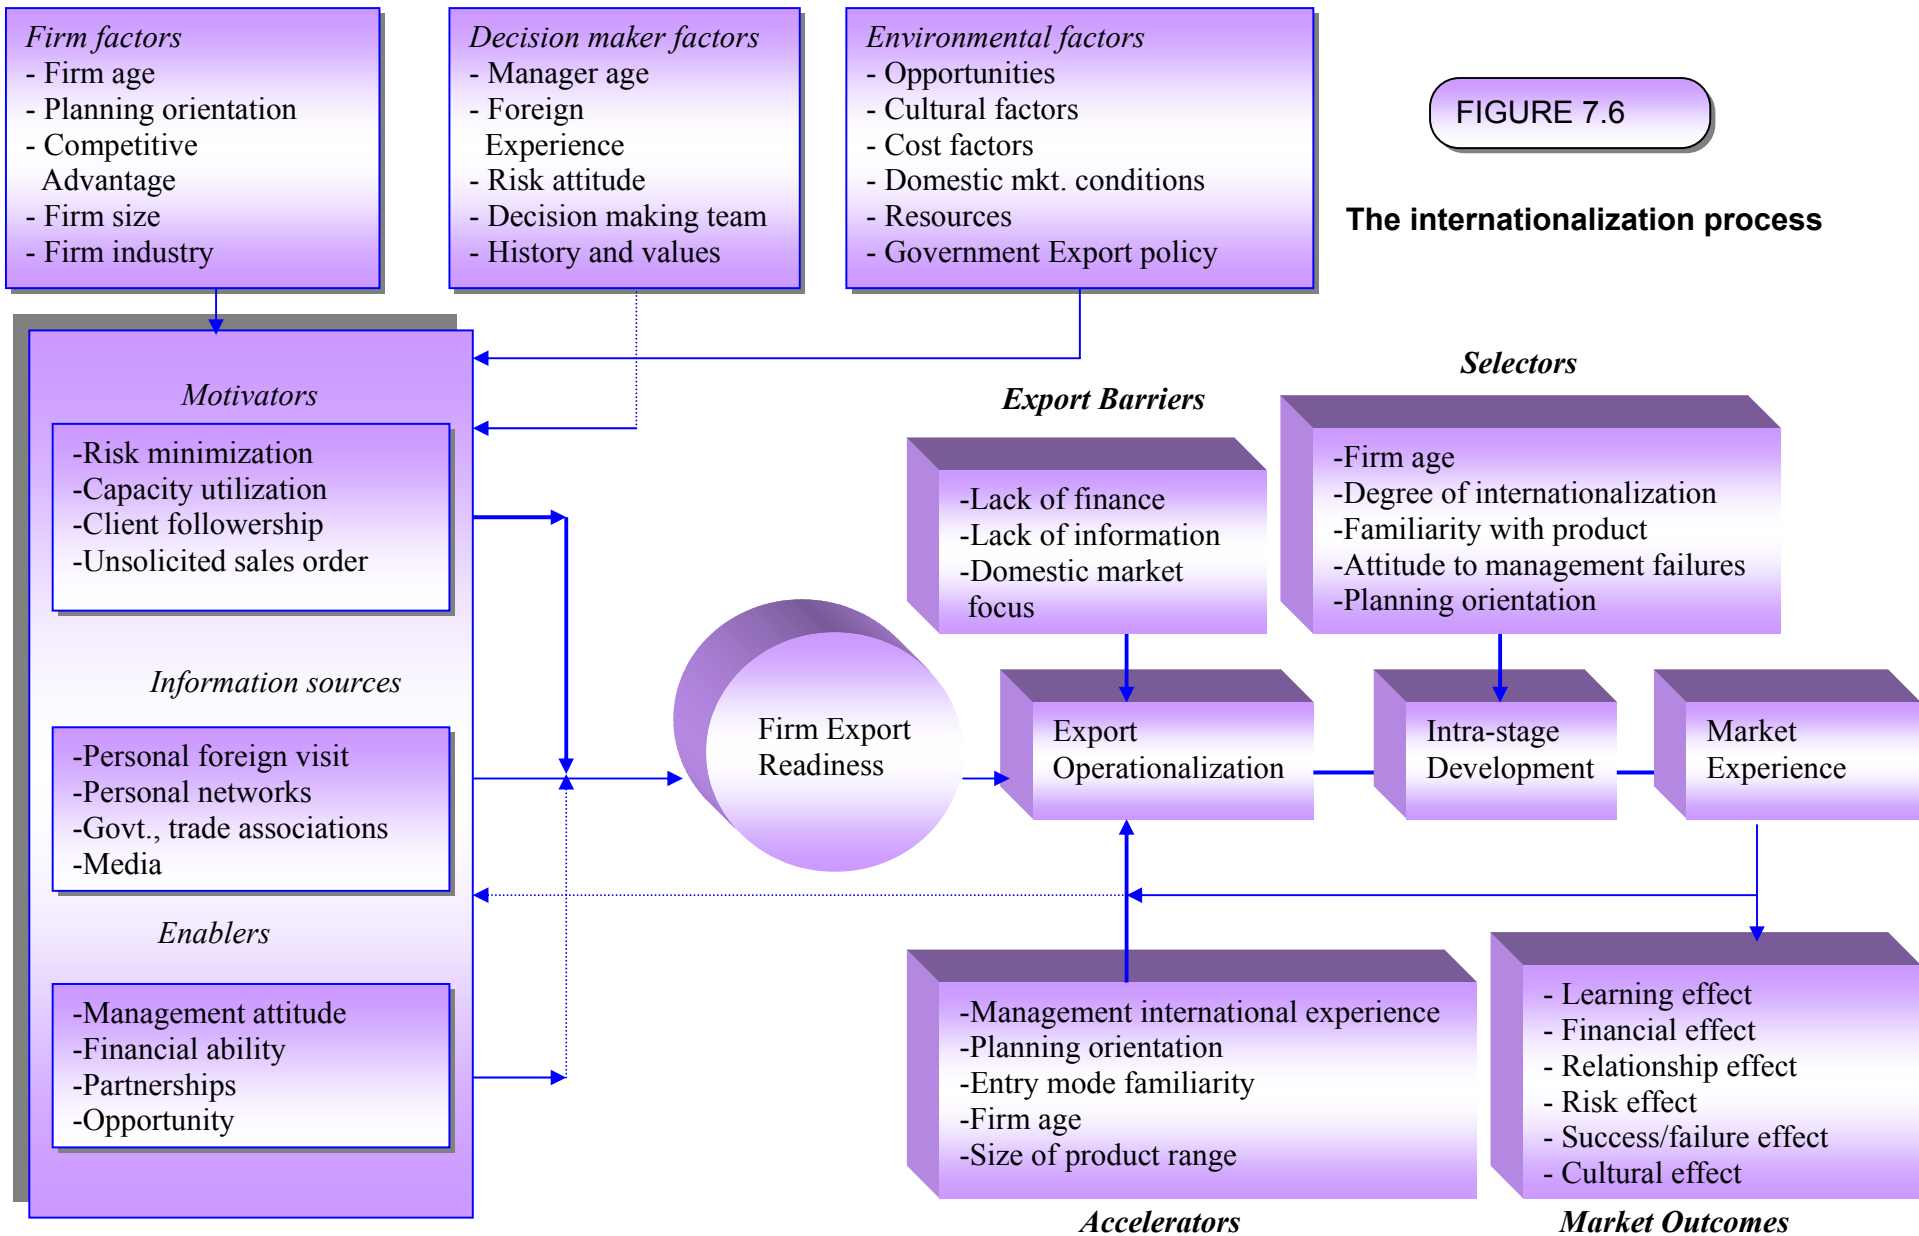 Firm factors
- Firm age
- Planning orientation
- Competitive
Advantage
- Firm size
- Firm industry
Decision maker factors
- Manager age
- Foreign
Experience
- Risk attitude
- Decision making team
- History and values
Environmental factors
- Opportunities
- Cultural factors
- Cost factors
- Domestic mkt. conditions
- Resources
- Government Export policy
FIGURE 7.6
The internationalization process
Motivators
-Risk minimization
-Capacity utilization
-Client followership
-Unsolicited sales order
Information sources
-Personal foreign visit
-Personal networks
-Govt., trade associations
-Media
Enablers
-Management attitude
-Financial ability
-Partnerships
-Opportunity
Firm Export
Readiness
Export Barriers
-Lack of finance
-Lack of information
-Domestic market
focus
Selectors
-Firm age
-Degree of internationalization
-Familiarity with product
-Attitude to management failures
-Planning orientation
Export
Operationalization
Intra-stage
Development
Market
Experience
-Management international experience
-Planning orientation
-Entry mode familiarity
-Firm age
-Size of product range
Accelerators
- Learning effect
- Financial effect
- Relationship effect
- Risk effect
- Success/failure effect
- Cultural effect
Market Outcomes